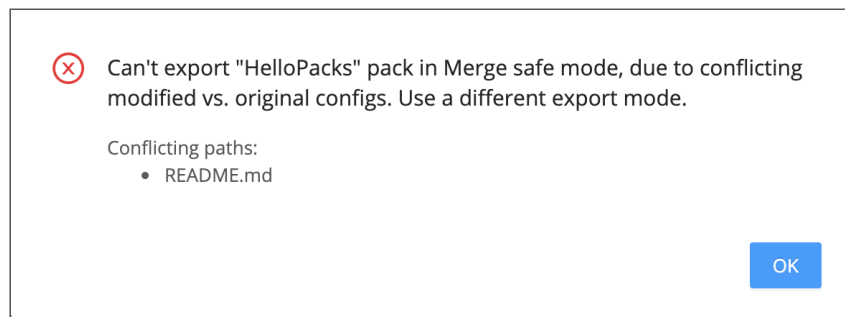 Can't export "HelloPacks" pack in Merge safe mode, due to conflicting
modified vs. original configs. Use a different export mode.
Conflicting paths:
• README.md
OK